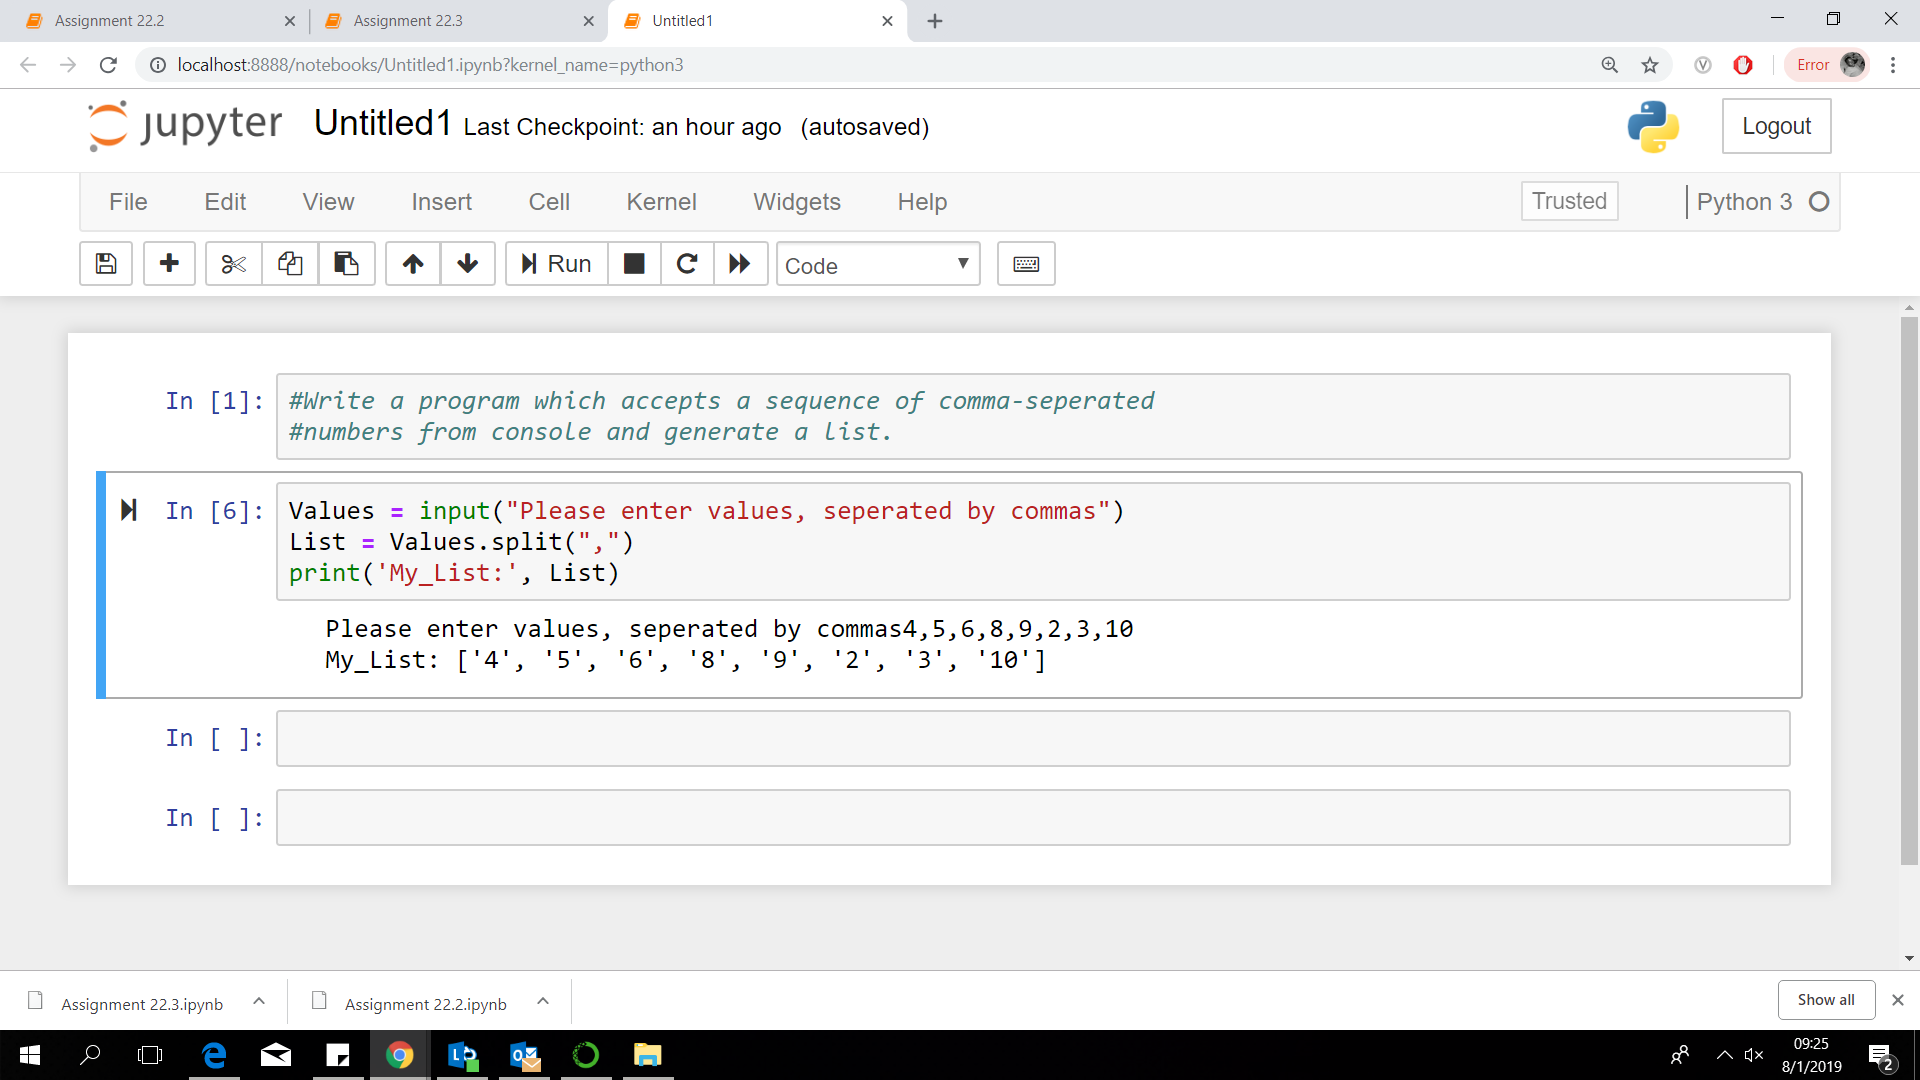 Assignment 22.2
Assignment 22.3
Untitled1
localhost:8888/notebooks/Untitled1.ipynb?kernel_name=python3
Error
jupyter Untitled1 Last Checkpoint: an hour ago (autosaved)
Logout
File Edit View Insert Cell Kernel Widgets Help
Trusted
Python 3
Run
Code
In [1]: #Write a program which accepts a sequence of comma-seperated
#numbers from console and generate a list.
In [6]: Values = input("Please enter values, seperated by commas")
List = Values.split(",")
print('My_List:', List)
Please enter values, seperated by commas4,5,6,8,9,2,3,10
My_List: ['4', '5', '6', '8', '9', '2', '3', '10']
In [ ]:
In [ ]:
Assignment 22.3.ipynb
Assignment 22.2.ipynb
Show all
09:25
8/1/2019
2